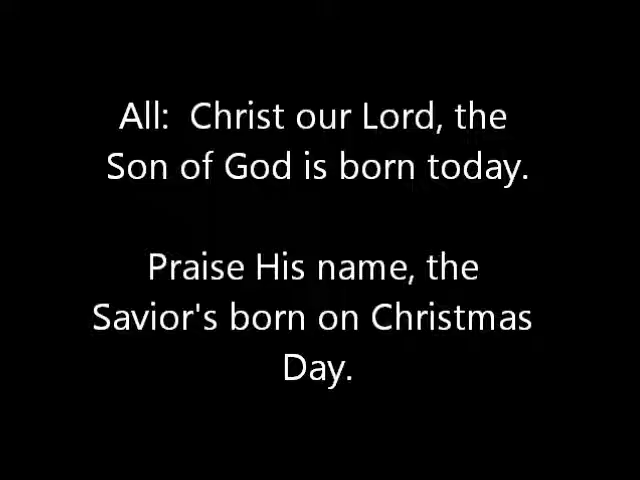 All:  Christ our Lord, the
Son of God is born today.
Praise His name, the
Savior's born on Christmas
Day.